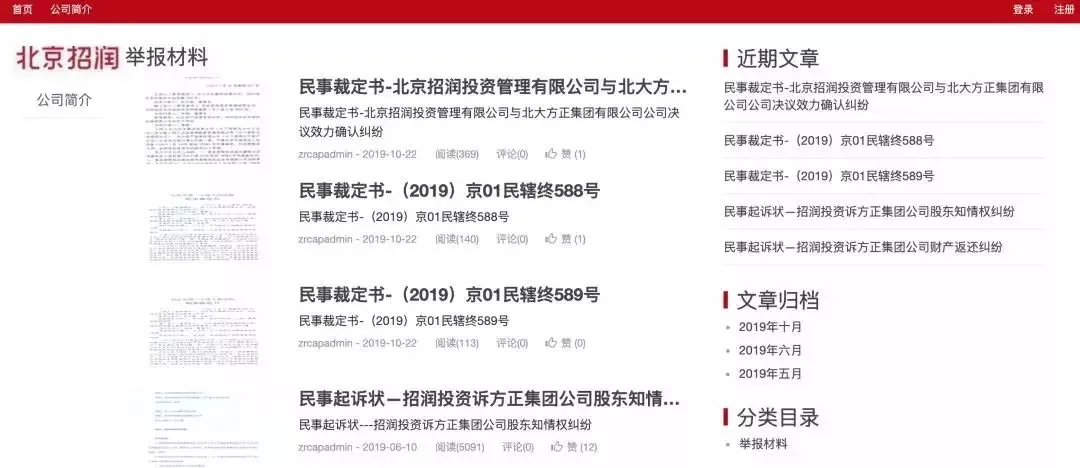 首页 公司简介 登录 注册
北京招润 举报材料
公司简介
民事裁定书-北京招润投资管理有限公司与北大方...
民事裁定书-北京招润投资管理有限公司与北大方正集团有限公司公司决
议效力确认纠纷
zrcapadmin - 2019-10-22 阅读(369) 评论(0) 赞 (1)
民事裁定书-（2019）京01民辖终588号
民事裁定书-（2019）京01民辖终588号
zrcapadmin - 2019-10-22 阅读(140) 评论(0) 赞 (1)
民事裁定书-（2019）京01民辖终589号
民事裁定书-（2019）京01民辖终589号
zrcapadmin - 2019-10-22 阅读(113) 评论(0) 赞 (0)
民事起诉状—招润投资诉方正集团公司股东知情...
民事起诉状---招润投资诉方正集团公司股东知情权纠纷
zrcapadmin - 2019-06-10 阅读(5091) 评论(0) 赞 (12)
近期文章
民事裁定书-北京招润投资管理有限公司与北大方正集团有限
公司公司决议效力确认纠纷
民事裁定书-（2019）京01民辖终588号
民事裁定书-（2019）京01民辖终589号
民事起诉状—招润投资诉方正集团公司股东知情权纠纷
民事起诉状—招润投资诉方正集团公司财产返还纠纷
文章归档
2019年十月
2019年六月
2019年五月
分类目录
举报材料